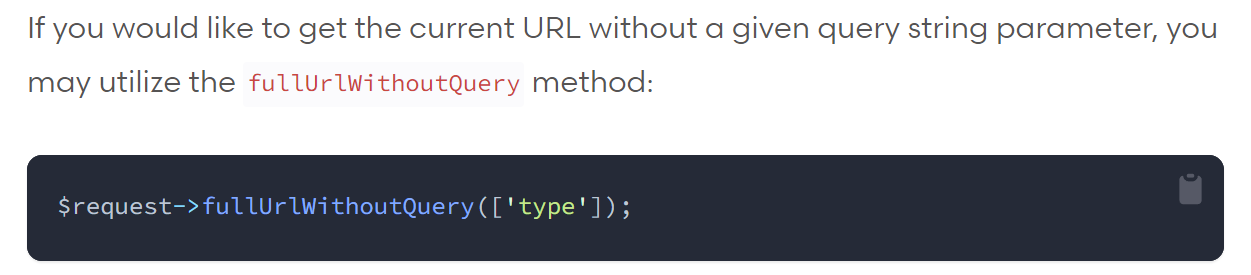 If you would like to get the current URL without a given query string parameter, you
may utilize the fullUrlWithoutQuery method:
$request->fullUrlWithoutQuery(['type']);